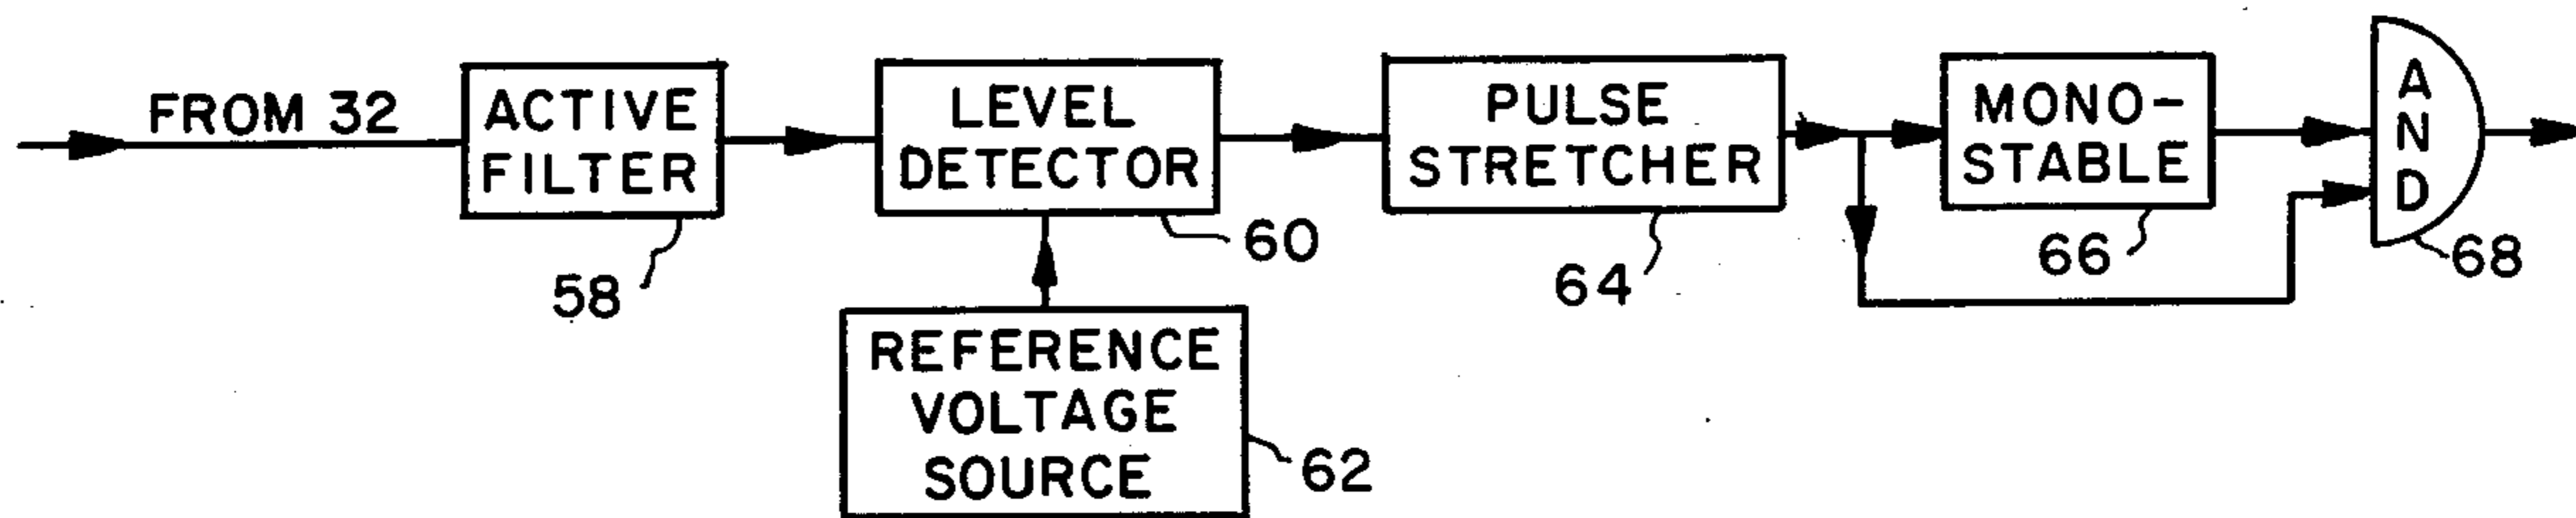 FROM 32
ACTIVE
FILTER
58
LEVEL
DETECTOR
60
REFERENCE
VOLTAGE
SOURCE
62
PULSE
STRETCHER
64
MONO-
STABLE
66
AND
68